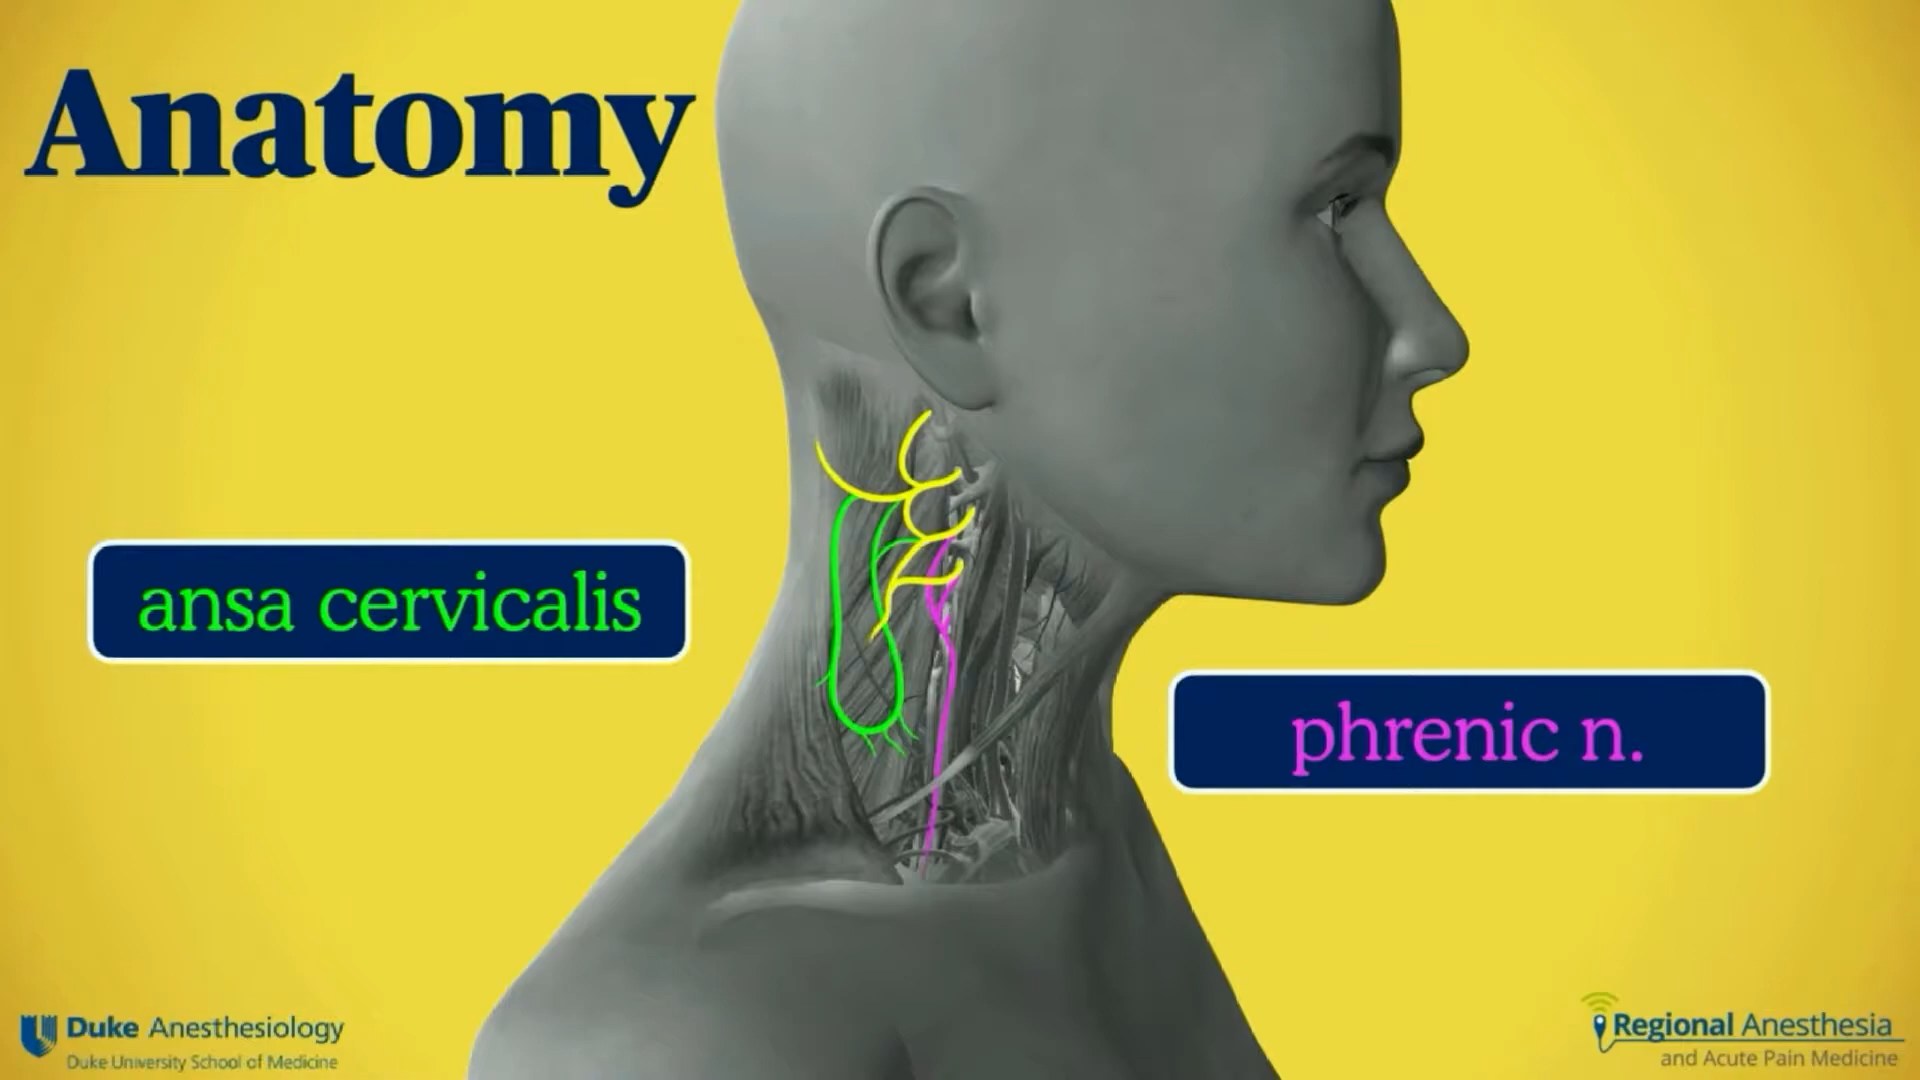 Anatomy
ansa cervicalis
phrenic n.
Duke Anesthesiology
Duke University School of Medicine
Regional Anesthesia
and Acute Pain Medicine